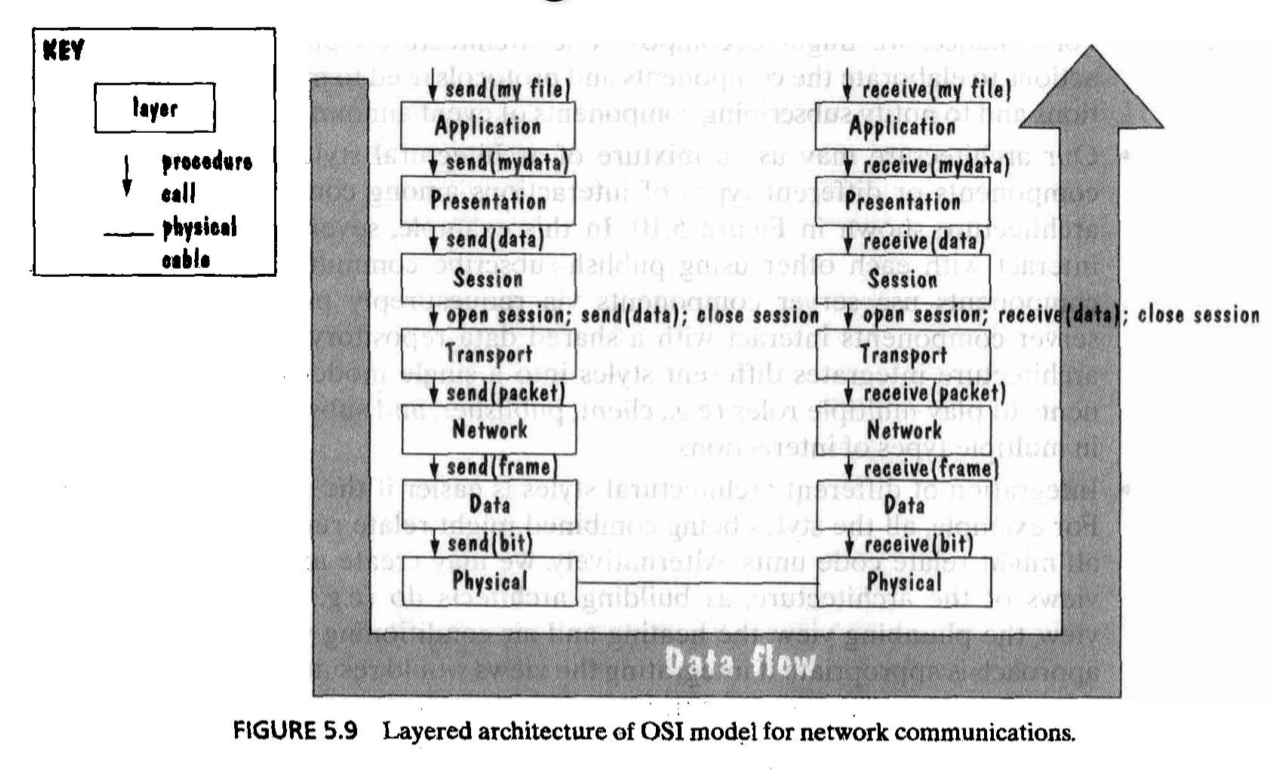 KEY
layer
procedure
call
physical
cable
send(my file)
Application
send(mydata)
Presentation
send(data)
Session
open session; send(data); close session
Transport
send(packet)
Network
send(frame)
Data
send(bit)
Physical
receive(my file)
Application
receive(mydata)
Presentation
receive(data)
Session
open session; receive(data); close session
Transport
receive(packet)
Network
receive(frame)
Data
receive(bit)
Physical
Data flow
FIGURE 5.9 Layered architecture of OSI model for network communications.